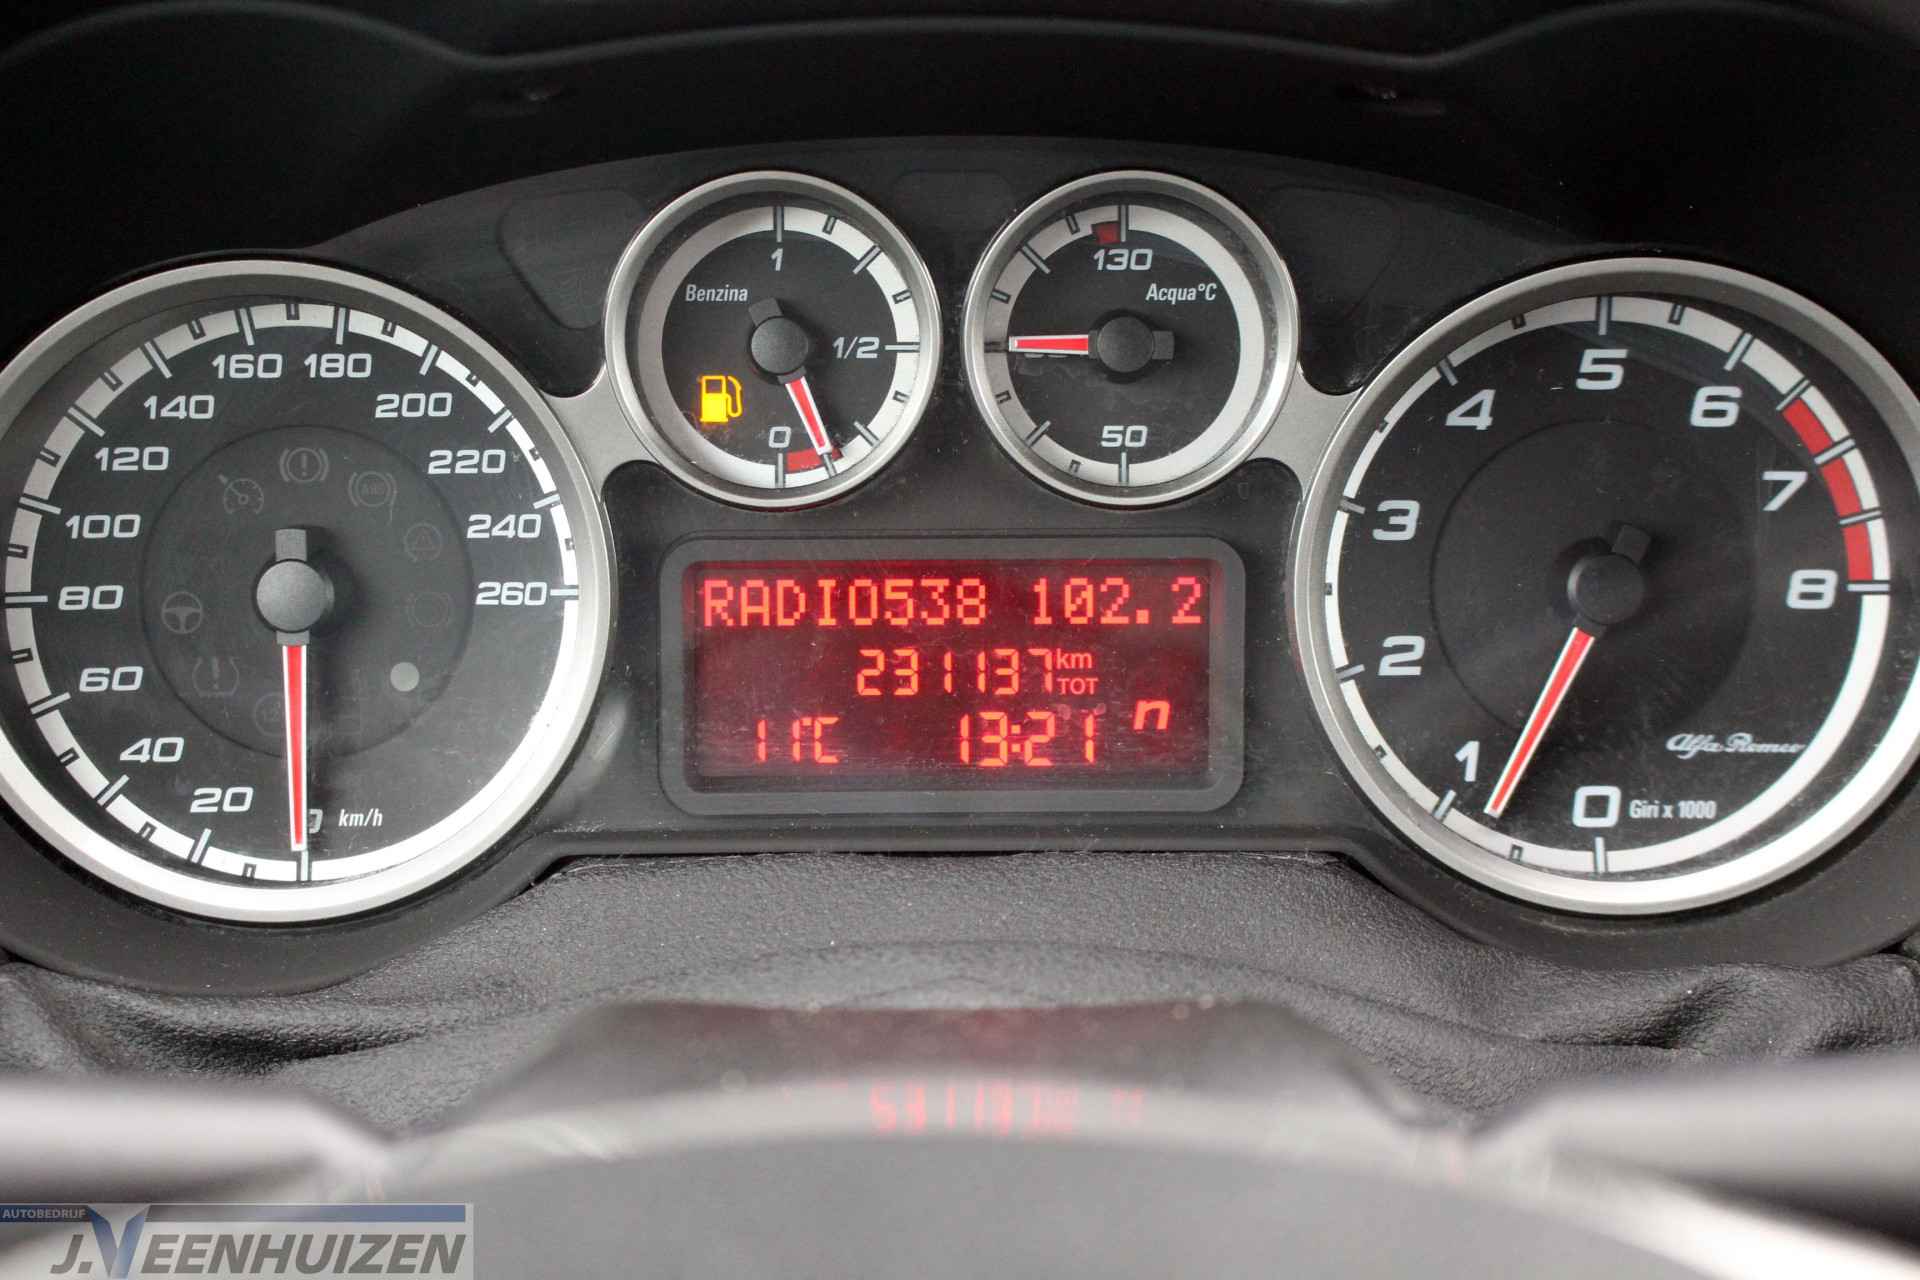 1
Benzina
1/2
0
130
Acqua°C
50
0
20
40
60
80
100
120
140
160
180
200
220
240
260
km/h
RADIO538 102.2
231137 km TOT
11°C 13:21 n
0
1
2
3
4
5
6
7
8
Alfa Romeo
Giri x 1000
AUTOBEDRIJF
J.VEENHUIZEN